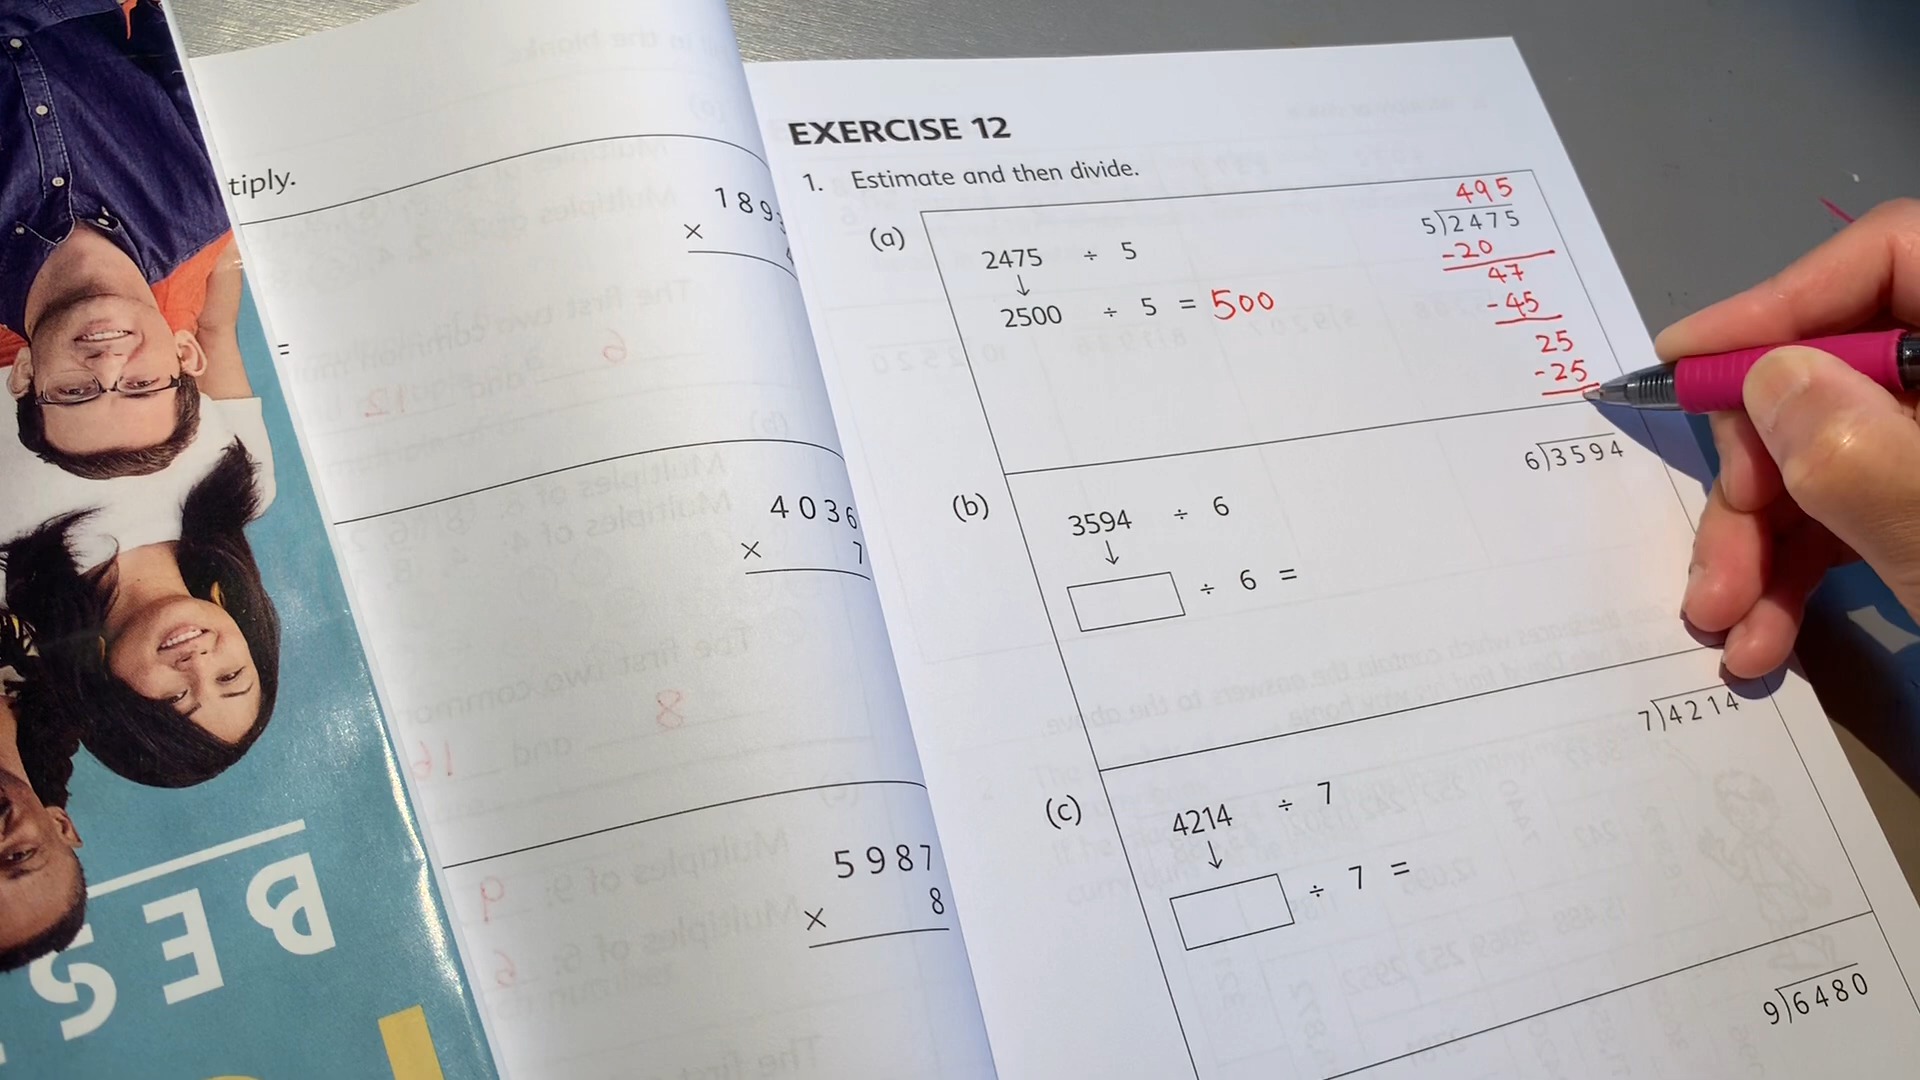 tiply.
189
×
=
4036
× 7
5987
× 8
BES
EXERCISE 12
1. Estimate and then divide.
(a)
2475 ÷ 5
↓
2500 ÷ 5 = 500
495
5)2475
-20
47
-45
25
-25
(b)
3594 ÷ 6
↓
÷ 6 =
6)3594
(c)
4214 ÷ 7
↓
÷ 7 =
7)4214
9)6480